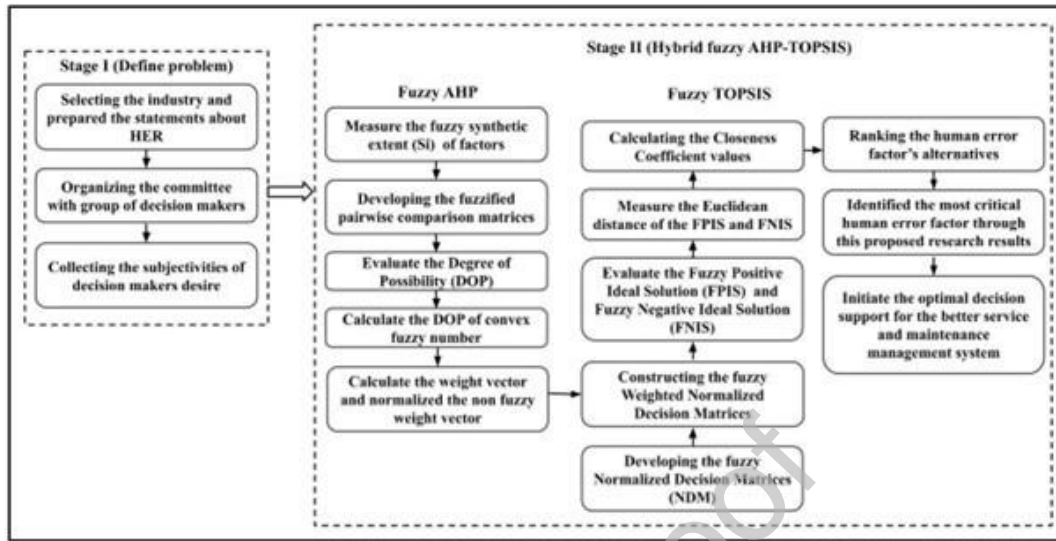 Stage I (Define problem)
Selecting the industry and
prepared the statements about
HER
Organizing the committee
with group of decision makers
Collecting the subjectivities of
decision makers desire
Stage II (Hybrid fuzzy AHP-TOPSIS)
Fuzzy AHP
Measure the fuzzy synthetic
extent (Si) of factors
Developing the fuzzified
pairwise comparison matrices
Evaluate the Degree of
Possibility (DOP)
Calculate the DOP of convex
fuzzy number
Calculate the weight vector
and normalized the non fuzzy
weight vector
Fuzzy TOPSIS
Calculating the Closeness
Coefficient values
Measure the Euclidean
distance of the FPIS and FNIS
Evaluate the Fuzzy Positive
Ideal Solution (FPIS) and
Fuzzy Negative Ideal Solution
(FNIS)
Constructing the fuzzy
Weighted Normalized
Decision Matrices
Developing the fuzzy
Normalized Decision Matrices
(NDM)
Ranking the human error
factor's alternatives
Identified the most critical
human error factor through
this proposed research results
Initiate the optimal decision
support for the better service
and maintenance
management system
roof